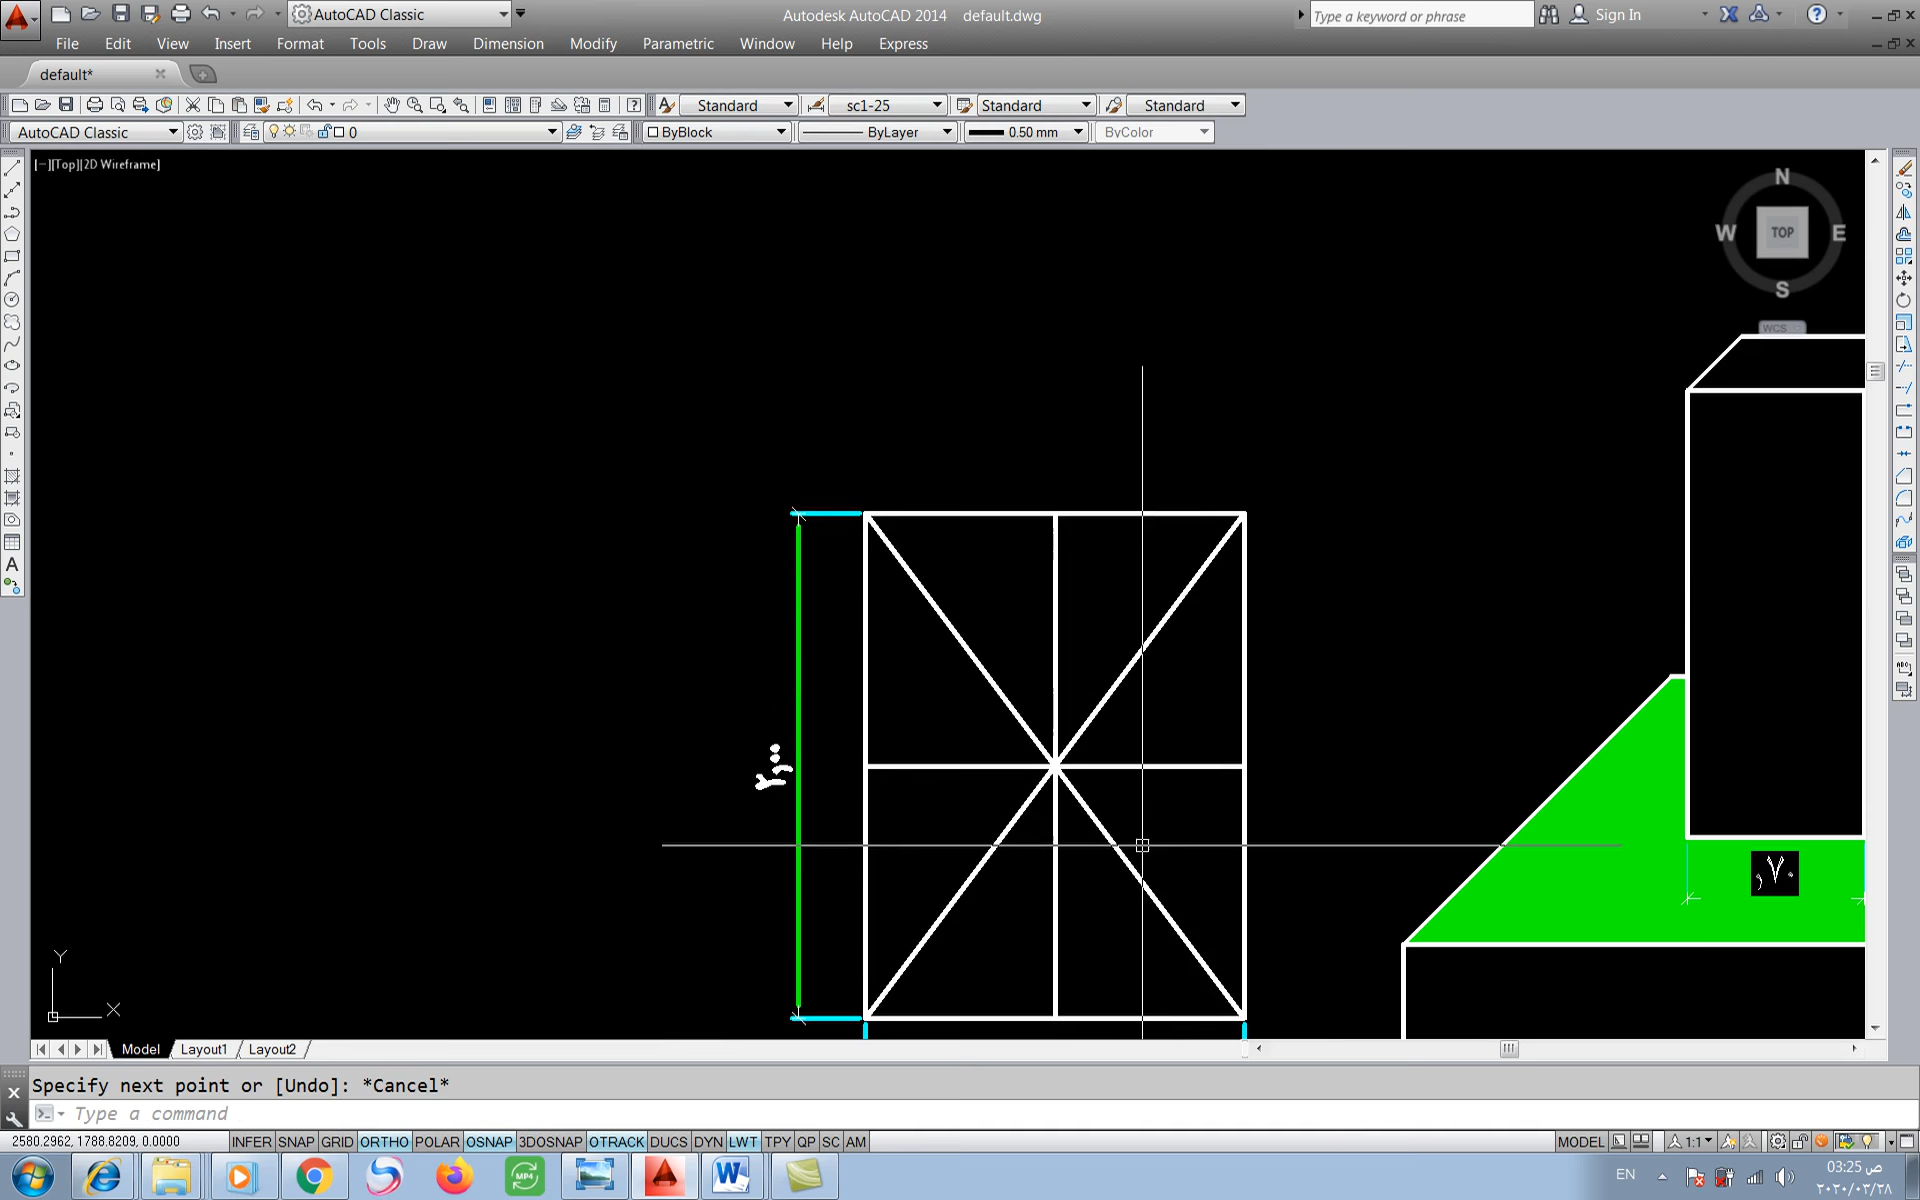 AutoCAD Classic
Autodesk AutoCAD 2014 default.dwg
Type a keyword or phrase
Sign In
File Edit View Insert Format Tools Draw Dimension Modify Parametric Window Help Express
default*
Standard sc1-25 Standard Standard
AutoCAD Classic 0 ByBlock ByLayer 0.50 mm ByColor
[−][Top][2D Wireframe]
N
W TOP E
S
WCS
٢٫٠٠
٫٧٠
Y
X
Model Layout1 Layout2
Specify next point or [Undo]: *Cancel*
Type a command
2580.2962, 1788.8209, 0.0000 INFER SNAP GRID ORTHO POLAR OSNAP 3DOSNAP OTRACK DUCS DYN LWT TPY QP SC AM MODEL 1:1
MP4
EN
03:25 ص
٢٠٢٠/٠٣/٢٨